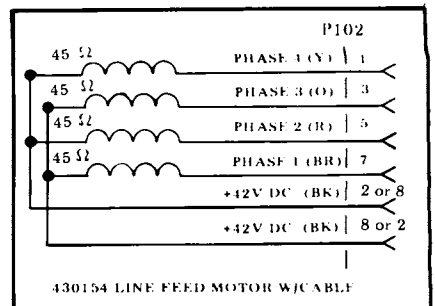 P102
45 Ω PHASE 4 (Y) 1
45 Ω PHASE 3 (O) 3
45 Ω PHASE 2 (R) 5
45 Ω PHASE 1 (BR) 7
+42V DC (BK) 2 or 8
+42V DC (BK) 8 or 2
430154 LINE FEED MOTOR W/CABLE